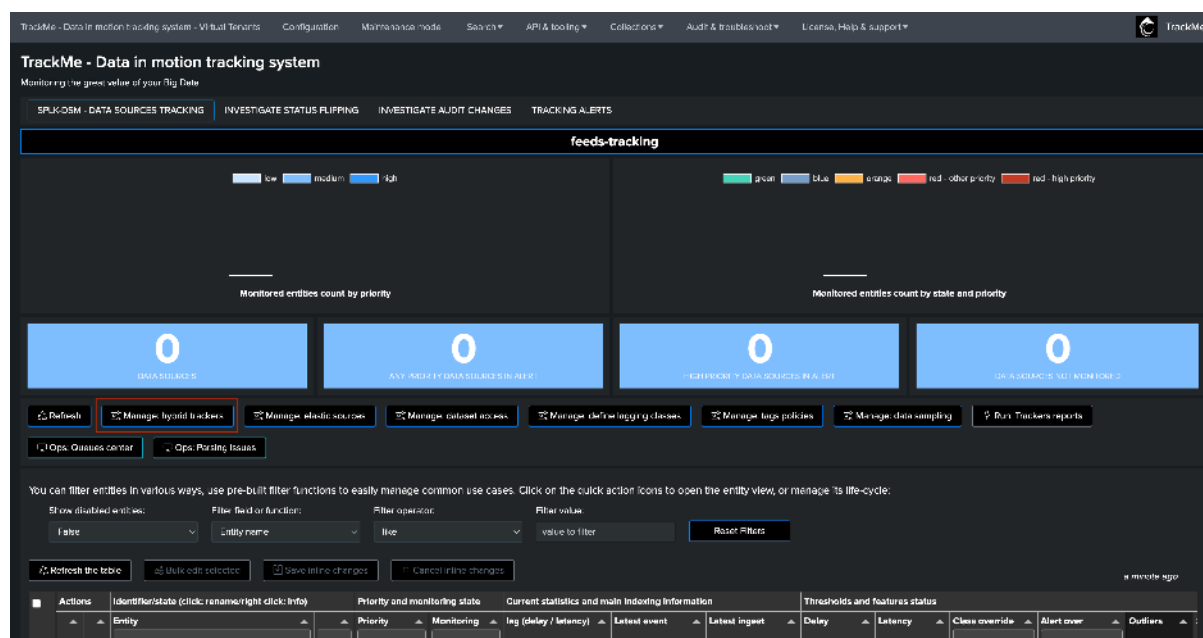 TrackMe - Data in motion tracking system - Virtual Tenants Configuration Maintenance mode Search API & tooling Collections Audit & troubleshoot License, Help & support TrackMe
TrackMe - Data in motion tracking system
Monitoring the great value of your Big Data
SPLK-DSM - DATA SOURCES TRACKING INVESTIGATE STATUS FLIPPING INVESTIGATE AUDIT CHANGES TRACKING ALERTS
feeds-tracking
low medium high green blue orange red - other priority red - high priority
Monitored entities count by priority Monitored entities count by state and priority
0 0 0 0
DATA SOURCES ANY PRIORITY DATA SOURCES IN ALERT HIGH PRIORITY DATA SOURCES IN ALERT DATA SOURCES NOT MONITORED
Refresh Manage: hybrid trackers Manage: elastic sources Manage: dataset access Manage: define lagging classes Manage: tags policies Manage: data sampling Run: Trackers reports
Ops: Queues center Ops: Parsing Issues
You can filter entities in various ways, use pre-built filter functions to easily manage common use cases. Click on the quick action icons to open the entity view, or manage its life-cycle:
Show disabled entities: Filter field or function: Filter operator: Filter value:
False Entity name like value to filter Reset Filters
Refresh the table Bulk edit selected Save inline changes Cancel inline changes
a minute ago
Actions Identifier/state (click: rename/right click: info) Priority and monitoring state Current statistics and main indexing information Thresholds and features status
Entity Priority Monitoring lag (delay / latency) Latest event Latest ingest Delay Latency Class override Alert over Outliers